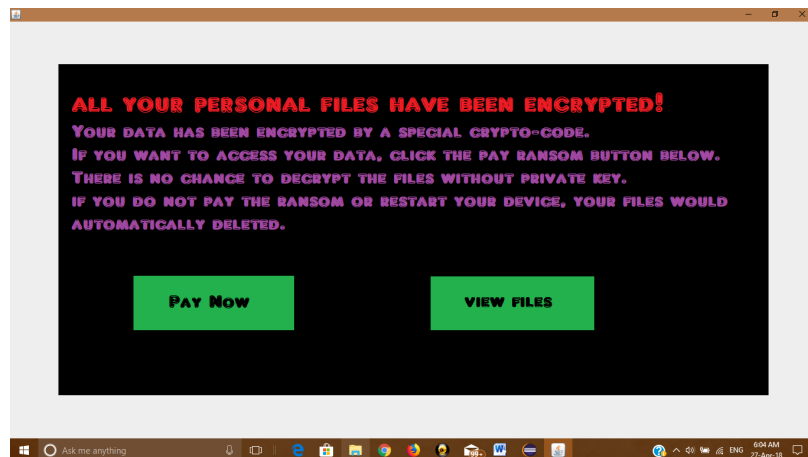 ALL YOUR PERSONAL FILES HAVE BEEN ENCRYPTED!
YOUR DATA HAS BEEN ENCRYPTED BY A SPECIAL CRYPTO-CODE.
IF YOU WANT TO ACCESS YOUR DATA, CLICK THE PAY RANSOM BUTTON BELOW.
THERE IS NO CHANCE TO DECRYPT THE FILES WITHOUT PRIVATE KEY.
IF YOU DO NOT PAY THE RANSOM OR RESTART YOUR DEVICE, YOUR FILES WOULD
AUTOMATICALLY DELETED.
PAY NOW
VIEW FILES
Ask me anything
99+
ENG
6:04 AM
27-Apr-18